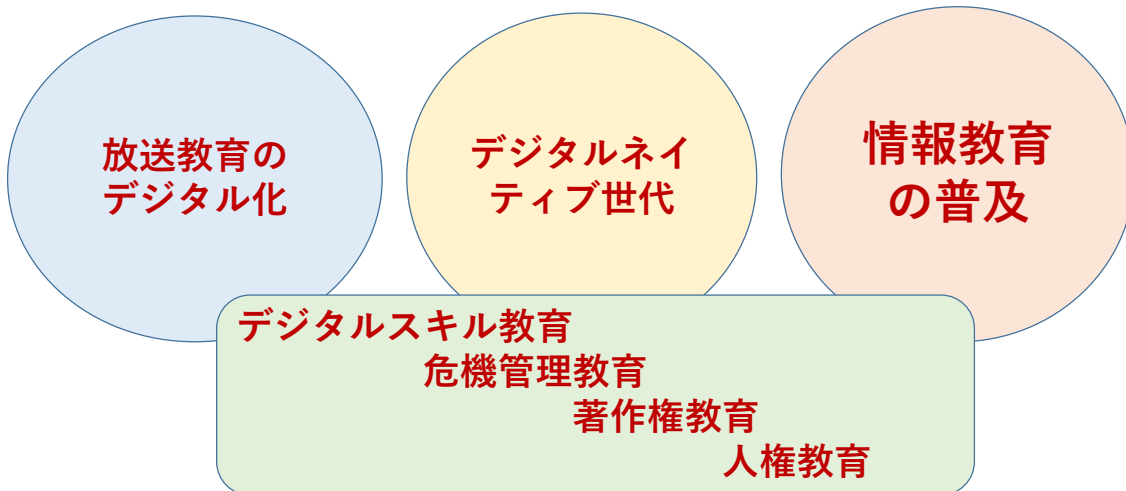 放送教育の
デジタル化
デジタルネイ
ティブ世代
情報教育
の普及
デジタルスキル教育
危機管理教育
著作権教育
人権教育